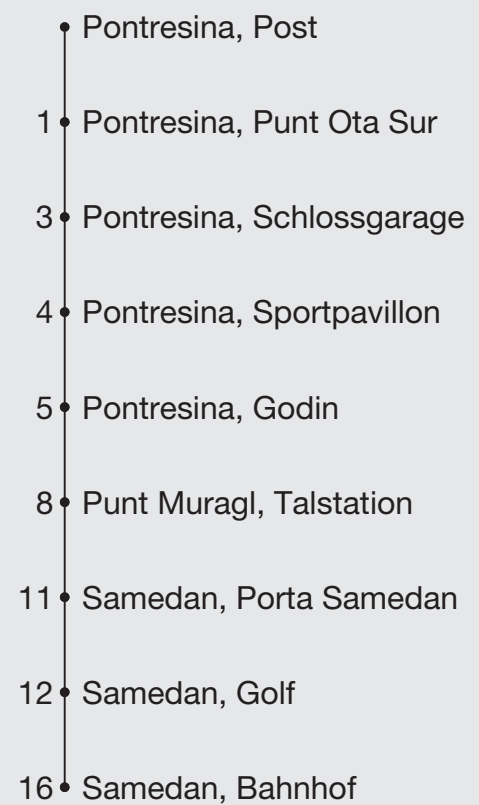 Pontresina, Post
1 Pontresina, Punt Ota Sur
3 Pontresina, Schlossgarage
4 Pontresina, Sportpavillon
5 Pontresina, Godin
8 Punt Muragl, Talstation
11 Samedan, Porta Samedan
12 Samedan, Golf
16 Samedan, Bahnhof